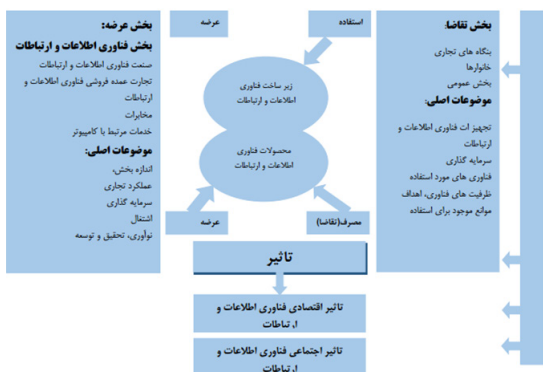 بخش تقاضا:
بنگاه های تجاری
خانوارها
بخش عمومی
موضوعات اصلی:
تجهیز ات فناوری اطلاعات و
ارتباطات
سرمایه گذاری
فناوری های مورد استفاده
ظرفیت های فناوری، اهداف
موانع موجود برای استفاده
استفاده
عرضه
زیر ساخت فناوری
اطلاعات و ارتباطات
محصولات فناوری
اطلاعات و ارتباطات
مصرف(تقاضا)
عرضه
تاثیر
تاثیر اقتصادی فناوری اطلاعات و
ارتباطات
تاثیر اجتماعی فناوری اطلاعات و
ارتباطات
بخش عرضه:
بخش فناوری اطلاعات و ارتباطات
صنعت فناوری اطلاعات و ارتباطات
تجارت عمده فروشی فناوری اطلاعات و
ارتباطات
مخابرات
خدمات مرتبط با کامپیوتر
موضوعات اصلی:
اندازه بخش،
عملکرد تجاری
سرمایه گذاری
اشتغال
نوآوری، تحقیق و توسعه